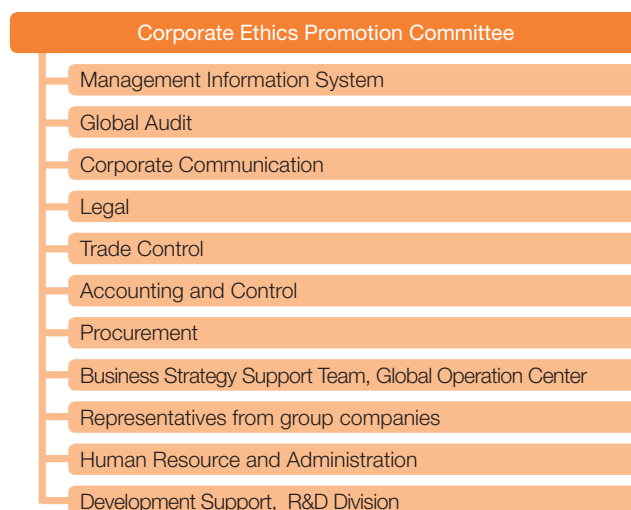 Corporate Ethics Promotion Committee
Management Information System
Global Audit
Corporate Communication
Legal
Trade Control
Accounting and Control
Procurement
Business Strategy Support Team, Global Operation Center
Representatives from group companies
Human Resource and Administration
Development Support, R&D Division